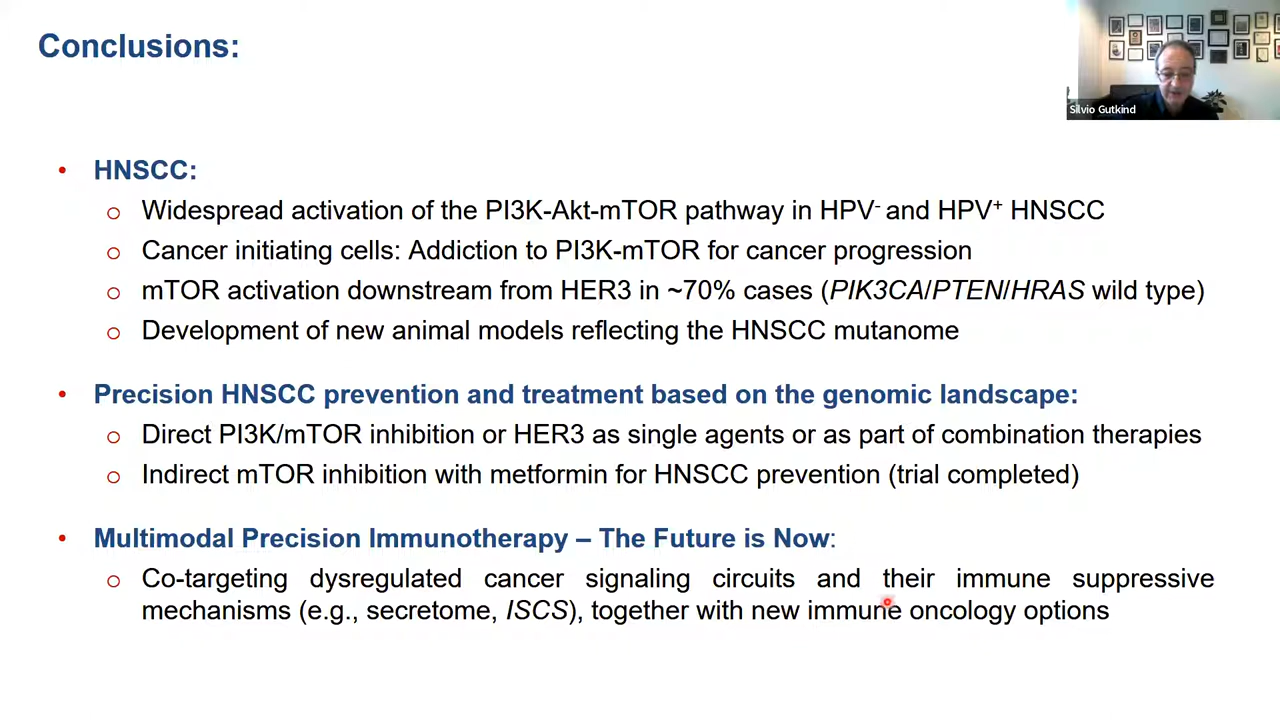 Conclusions:
Silvio Gutkind
• HNSCC:
o Widespread activation of the PI3K-Akt-mTOR pathway in HPV⁻ and HPV⁺ HNSCC
o Cancer initiating cells: Addiction to PI3K-mTOR for cancer progression
o mTOR activation downstream from HER3 in ~70% cases (PIK3CA/PTEN/HRAS wild type)
o Development of new animal models reflecting the HNSCC mutanome
• Precision HNSCC prevention and treatment based on the genomic landscape:
o Direct PI3K/mTOR inhibition or HER3 as single agents or as part of combination therapies
o Indirect mTOR inhibition with metformin for HNSCC prevention (trial completed)
• Multimodal Precision Immunotherapy – The Future is Now:
o Co-targeting dysregulated cancer signaling circuits and their immune suppressive
mechanisms (e.g., secretome, ISCS), together with new immune oncology options